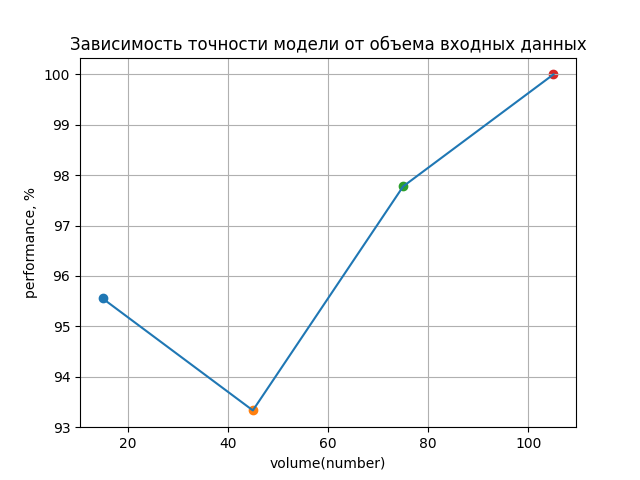 Зависимость точности модели от объема входных данных
100
99
98
97
96
95
94
93
performance, %
20 40 60 80 100
volume(number)